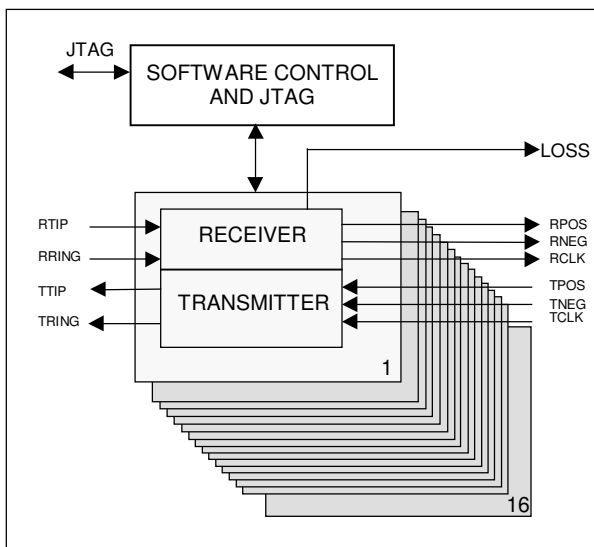 JTAG
SOFTWARE CONTROL
AND JTAG
LOSS
RTIP
RRING
TTIP
TRING
RECEIVER
TRANSMITTER
RPOS
RNEG
RCLK
TPOS
TNEG
TCLK
1
16